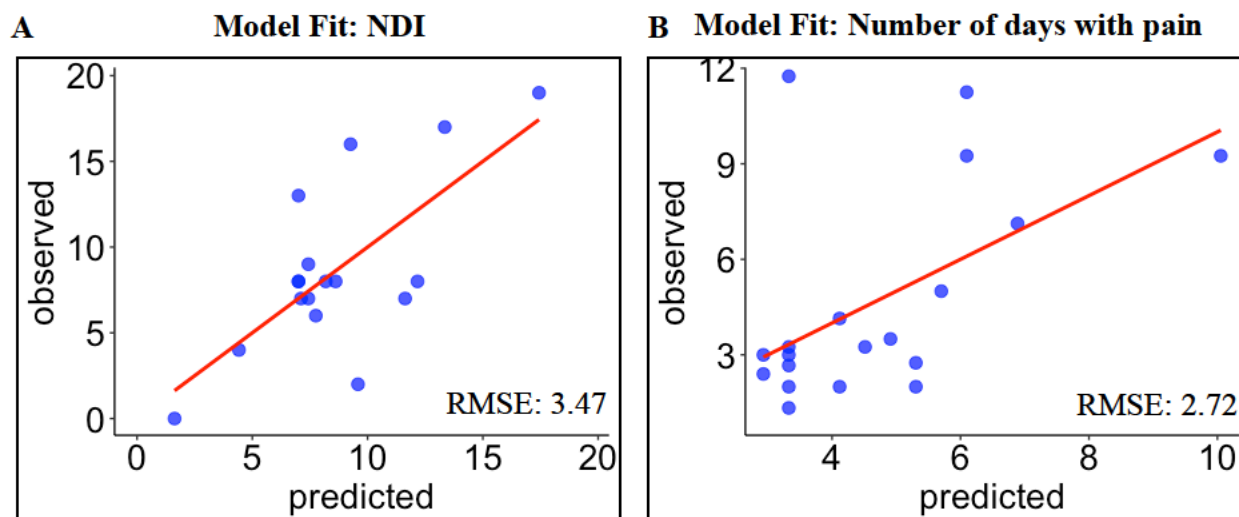 A
Model Fit: NDI
20
15
10
5
0
observed
0 5 10 15 20
predicted
RMSE: 3.47
B
Model Fit: Number of days with pain
12
9
6
3
observed
4 6 8 10
predicted
RMSE: 2.72